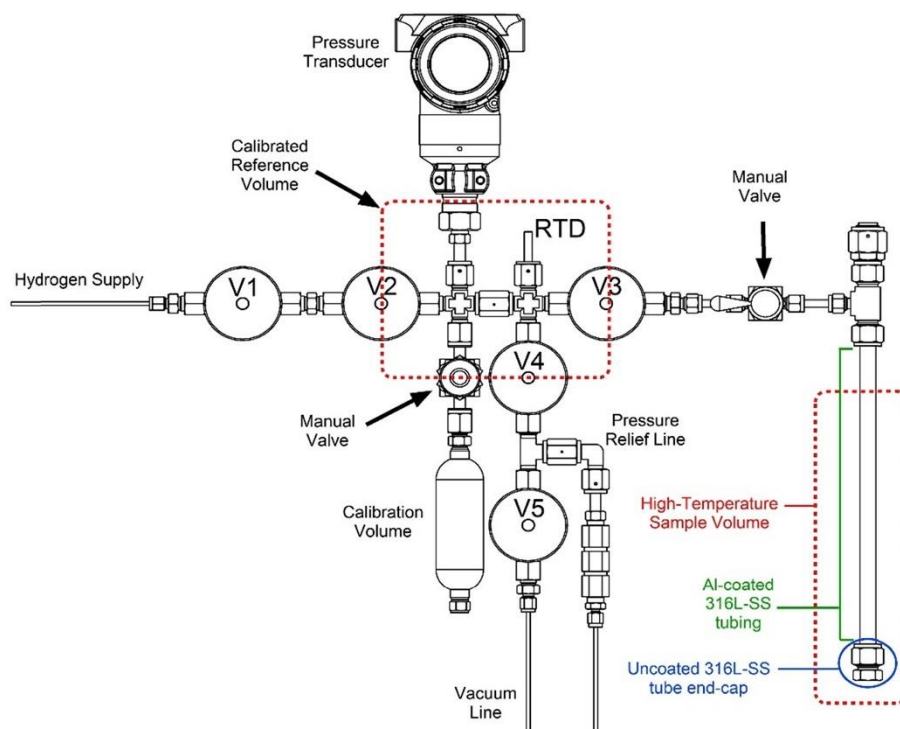 Pressure
Transducer
Calibrated
Reference
Volume
Manual
Valve
RTD
Hydrogen Supply
V1
V2
V3
V4
Manual
Valve
Pressure
Relief Line
Calibration
Volume
V5
High-Temperature
Sample Volume
Al-coated
316L-SS
tubing
Uncoated 316L-SS
tube end-cap
Vacuum
Line